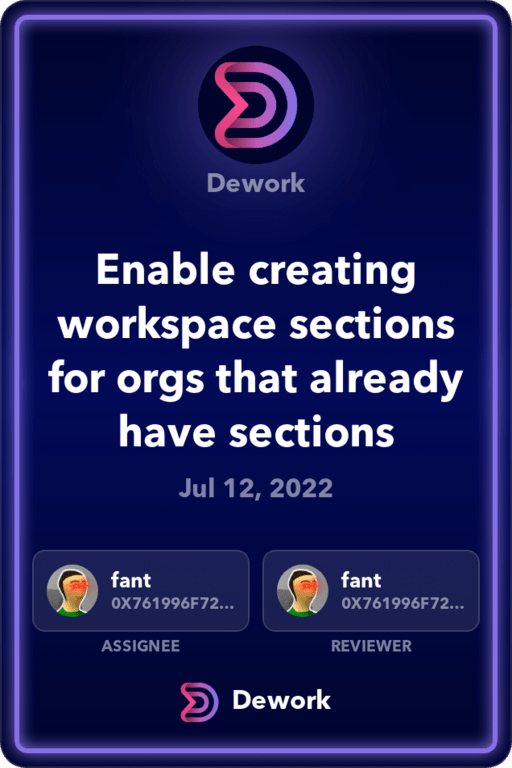 Dework
Enable creating
workspace sections
for orgs that already
have sections
Jul 12, 2022
fant
0X761996F72...
ASSIGNEE
fant
0X761996F72...
REVIEWER
Dework